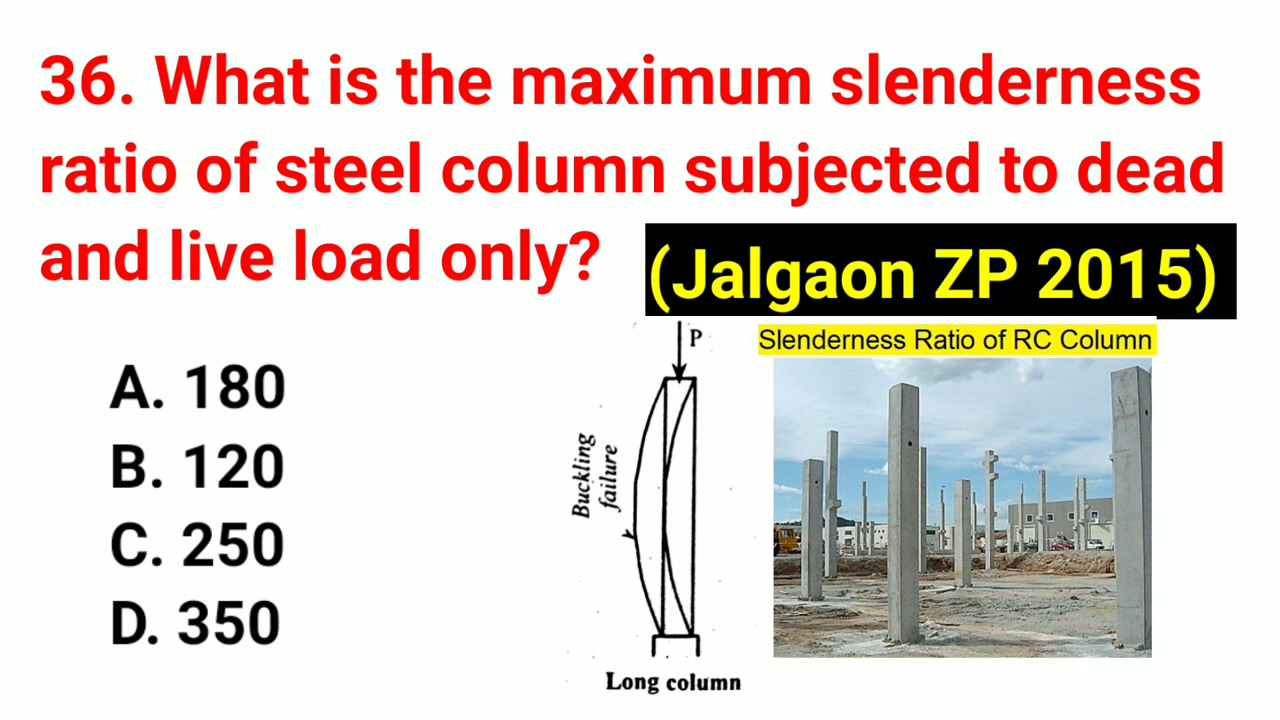 36. What is the maximum slenderness
ratio of steel column subjected to dead
and live load only?
(Jalgaon ZP 2015)
A. 180
B. 120
C. 250
D. 350
P
Buckling
failure
Long column
Slenderness Ratio of RC Column